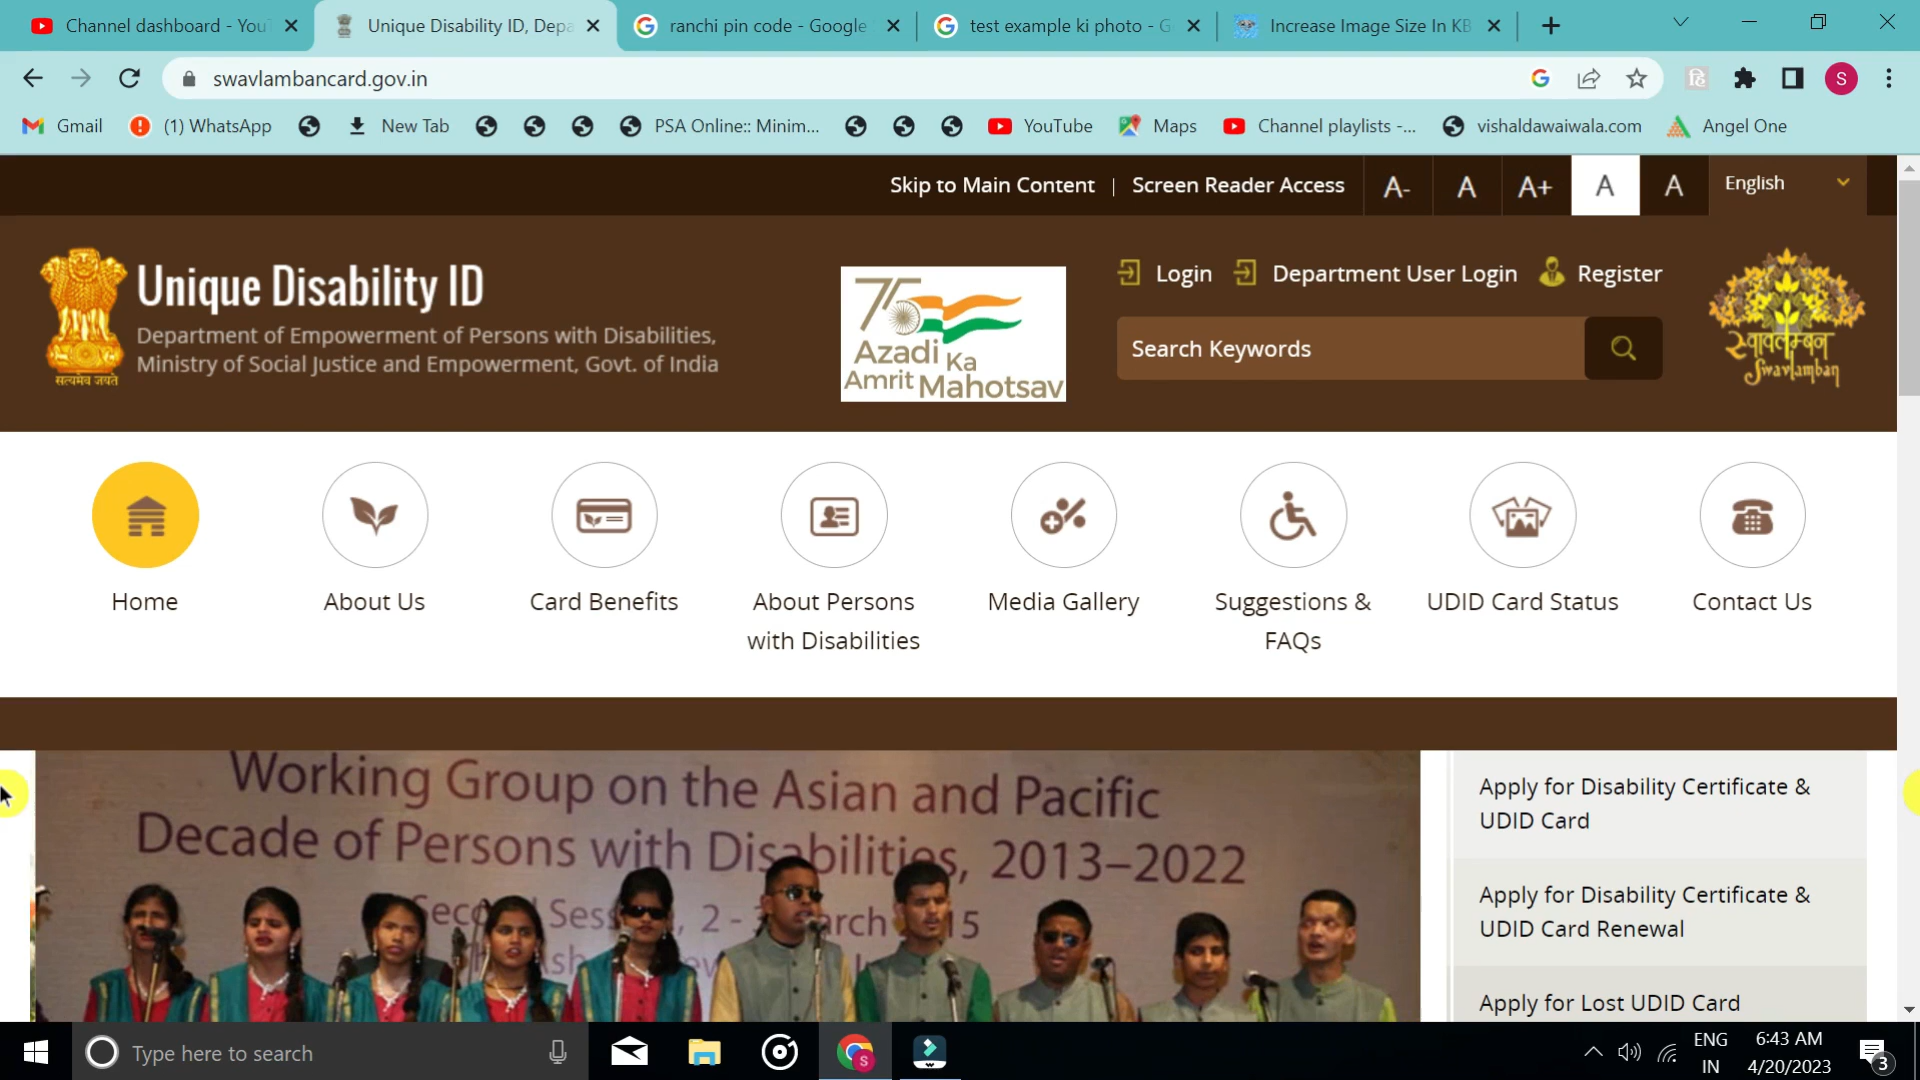 Channel dashboard - YouT
Unique Disability ID, Depa
ranchi pin code - Google
test example ki photo - G
Increase Image Size In KB
swavlambancard.gov.in
हि
S
Gmail
(1) WhatsApp
New Tab
PSA Online:: Minim...
YouTube
Maps
Channel playlists -...
vishaldawaiwala.com
Angel One
Skip to Main Content | Screen Reader Access
A-
A
A+
A
A
English
Unique Disability ID
Department of Empowerment of Persons with Disabilities,
Ministry of Social Justice and Empowerment, Govt. of India
सत्यमेव जयते
75
Azadi Ka
Amrit Mahotsav
Login
Department User Login
Register
Search Keywords
स्वावलम्बन
Swavlamban
Home
About Us
Card Benefits
About Persons
with Disabilities
Media Gallery
Suggestions &
FAQs
UDID Card Status
Contact Us
Working Group on the Asian and Pacific
Decade of Persons with Disabilities, 2013–2022
Apply for Disability Certificate &
UDID Card
Apply for Disability Certificate &
UDID Card Renewal
Apply for Lost UDID Card
Type here to search
S
ENG
IN
6:43 AM
4/20/2023
3